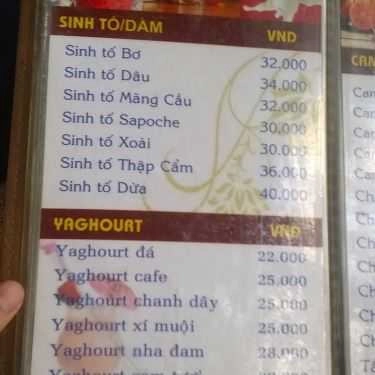 SINH TỐ/DẦM VND
Sinh tố Bơ 32.000
Sinh tố Dâu 34.000
Sinh tố Mãng Cầu 32.000
Sinh tố Sapoche 30.000
Sinh tố Xoài 30.000
Sinh tố Thập Cẩm 36.000
Sinh tố Dừa 40.000
YAGHOURT VNĐ
Yaghourt đá 22.000
Yaghourt cafe 25.000
Yaghourt chanh dây 25.000
Yaghourt xí muội 25.000
Yaghourt nha đam 28.000
Yaghourt